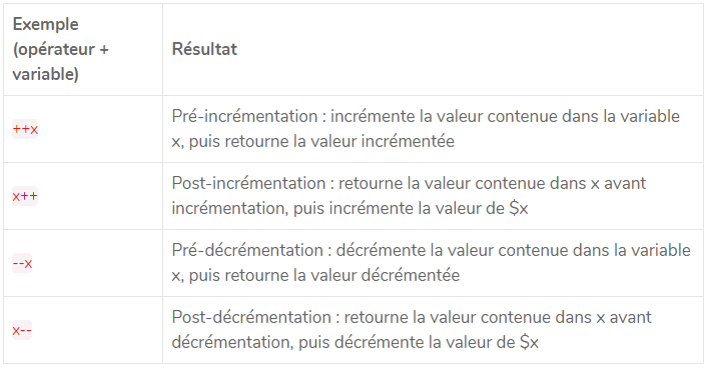 Exemple
(opérateur +
variable)
Résultat
++x
Pré-incrémentation : incrémente la valeur contenue dans la variable
x, puis retourne la valeur incrémentée
x++
Post-incrémentation : retourne la valeur contenue dans x avant
incrémentation, puis incrémente la valeur de $x
--x
Pré-décrémentation : décrémente la valeur contenue dans la variable
x, puis retourne la valeur décrémentée
x--
Post-décrémentation : retourne la valeur contenue dans x avant
décrémentation, puis décrémente la valeur de $x